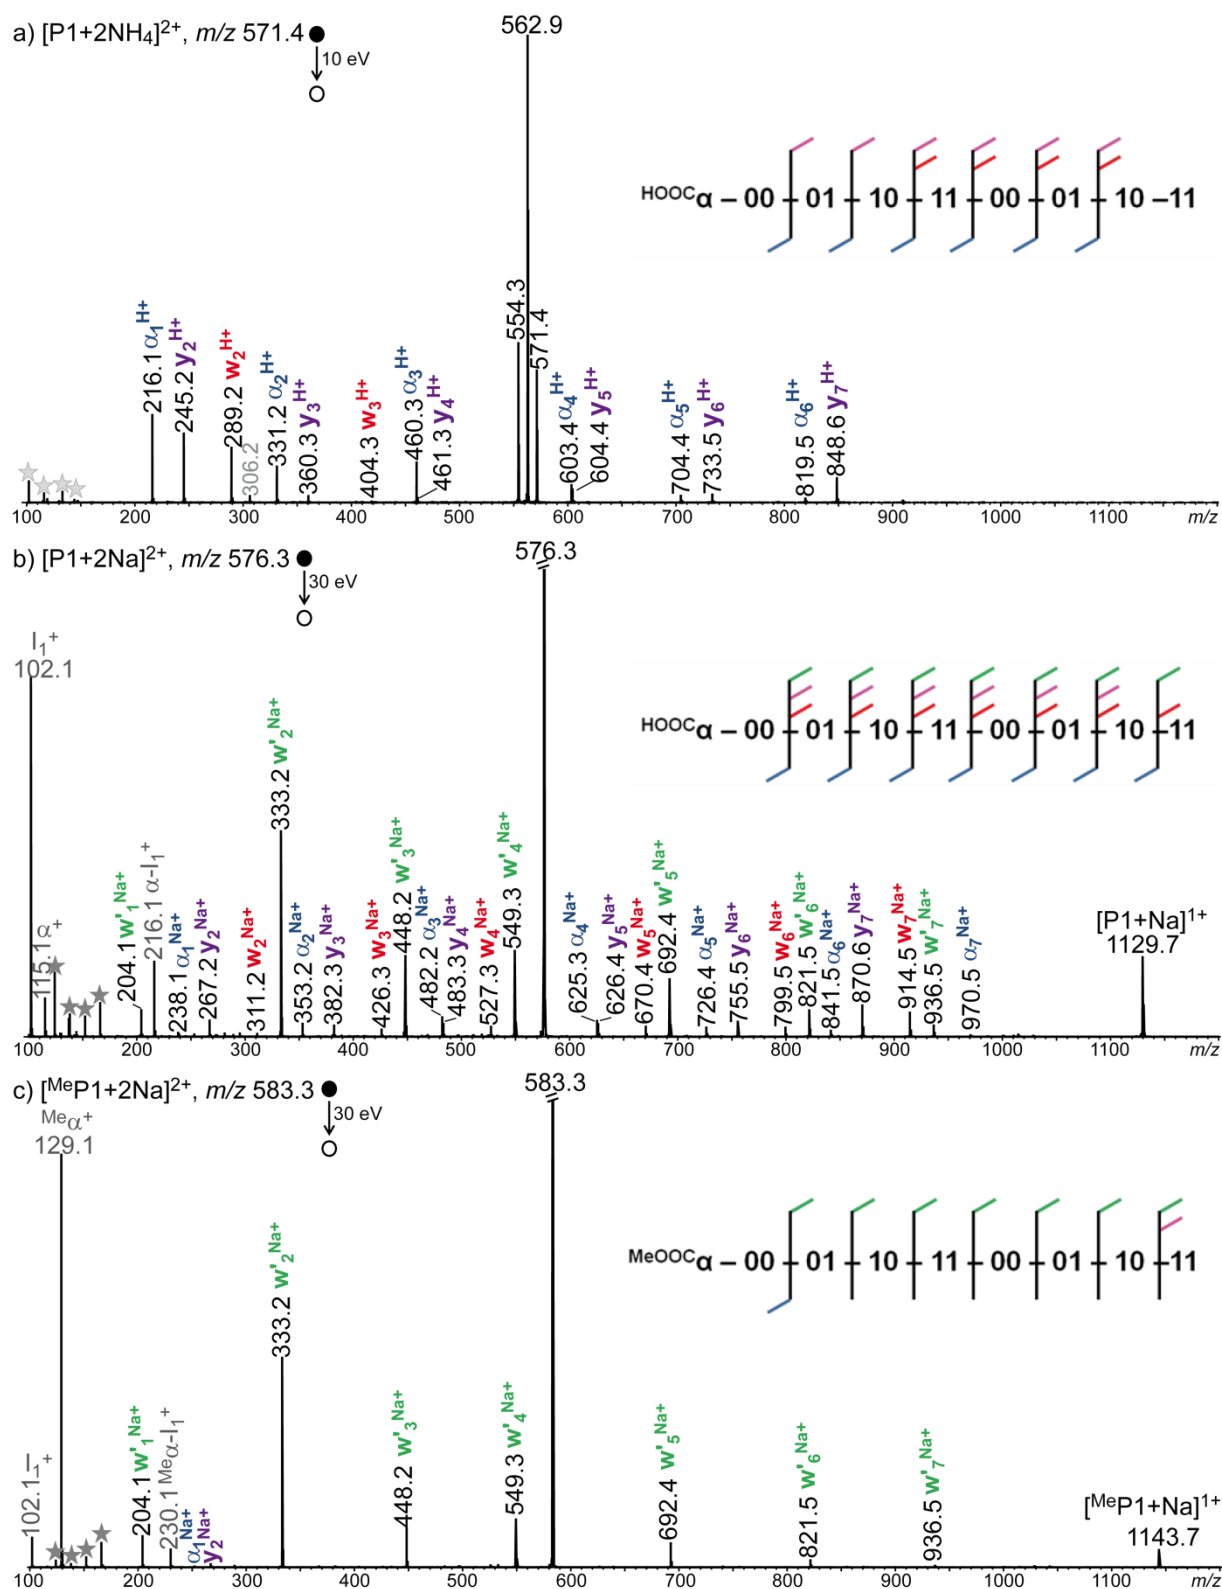 a) [P1+2NH₄]²⁺, m/z 571.4
10 eV
562.9
554.3
571.4
HOOCα – 00 – 01 – 10 – 11 – 00 – 01 – 10 –11
216.1 α₁ᴴ⁺
245.2 y₂ᴴ⁺
289.2 w₂ᴴ⁺
306.2
331.2 α₂ᴴ⁺
360.3 y₃ᴴ⁺
404.3 w₃ᴴ⁺
460.3 α₃ᴴ⁺
461.3 y₄ᴴ⁺
603.4 α₄ᴴ⁺
604.4 y₅ᴴ⁺
704.4 α₅ᴴ⁺
733.5 y₆ᴴ⁺
819.5 α₆ᴴ⁺
848.6 y₇ᴴ⁺
100 200 300 400 500 600 700 800 900 1000 1100 m/z
b) [P1+2Na]²⁺, m/z 576.3
30 eV
576.3
I₁⁺
102.1
HOOCα – 00 – 01 – 10 – 11 – 00 – 01 – 10 –11
115.1 α⁺
204.1 w'₁Na+
216.1 α-I₁⁺
238.1 α₁Na+
267.2 y₂Na+
311.2 w₂Na+
333.2 w'₂Na+
353.2 α₂Na+
382.3 y₃Na+
426.3 w₃Na+
448.2 w'₃Na+
482.2 α₃Na+
483.3 y₄Na+
527.3 w₄Na+
549.3 w'₄Na+
625.3 α₄Na+
626.4 y₅Na+
670.4 w₅Na+
692.4 w'₅Na+
726.4 α₅Na+
755.5 y₆Na+
799.5 w₆Na+
821.5 w'₆Na+
841.5 α₆Na+
870.6 y₇Na+
914.5 w₇Na+
936.5 w'₇Na+
970.5 α₇Na+
[P1+Na]¹⁺
1129.7
100 200 300 400 500 600 700 800 900 1000 1100 m/z
c) [MeP1+2Na]²⁺, m/z 583.3
30 eV
583.3
Meα⁺
129.1
MeOOCα – 00 – 01 – 10 – 11 – 00 – 01 – 10 –11
102.1 I₁⁺
204.1 w'₁Na+
230.1 Meα-I₁⁺
α₁Na+
y₂Na+
333.2 w'₂Na+
448.2 w'₃Na+
549.3 w'₄Na+
692.4 w'₅Na+
821.5 w'₆Na+
936.5 w'₇Na+
[MeP1+Na]¹⁺
1143.7
100 200 300 400 500 600 700 800 900 1000 1100 m/z